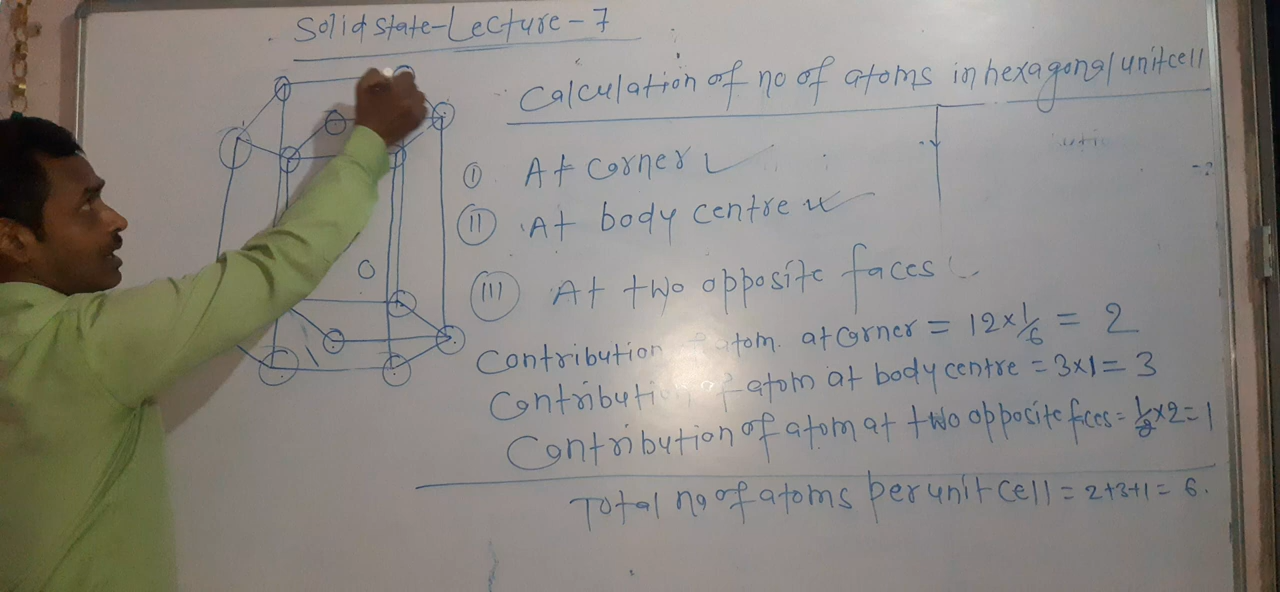 Solid state-Lecture-7
Calculation of no of atoms in hexagonal unitcell
(I) At corner
(II) At body centre
(III) At two opposite faces
Contribution atom at corner = 12×1/6 = 2
Contribution of atom at body centre = 3×1 = 3
Contribution of atom at two opposite faces = 1/2×2 = 1
Total no of atoms per unit cell = 2+3+1 = 6.